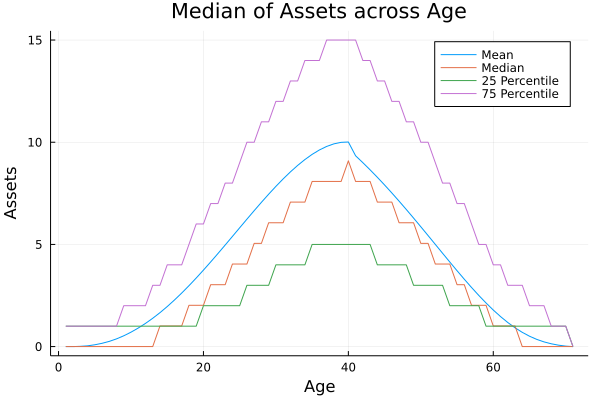 Median of Assets across Age
Assets
15
10
5
0
Mean
Median
25 Percentile
75 Percentile
0 20 40 60
Age